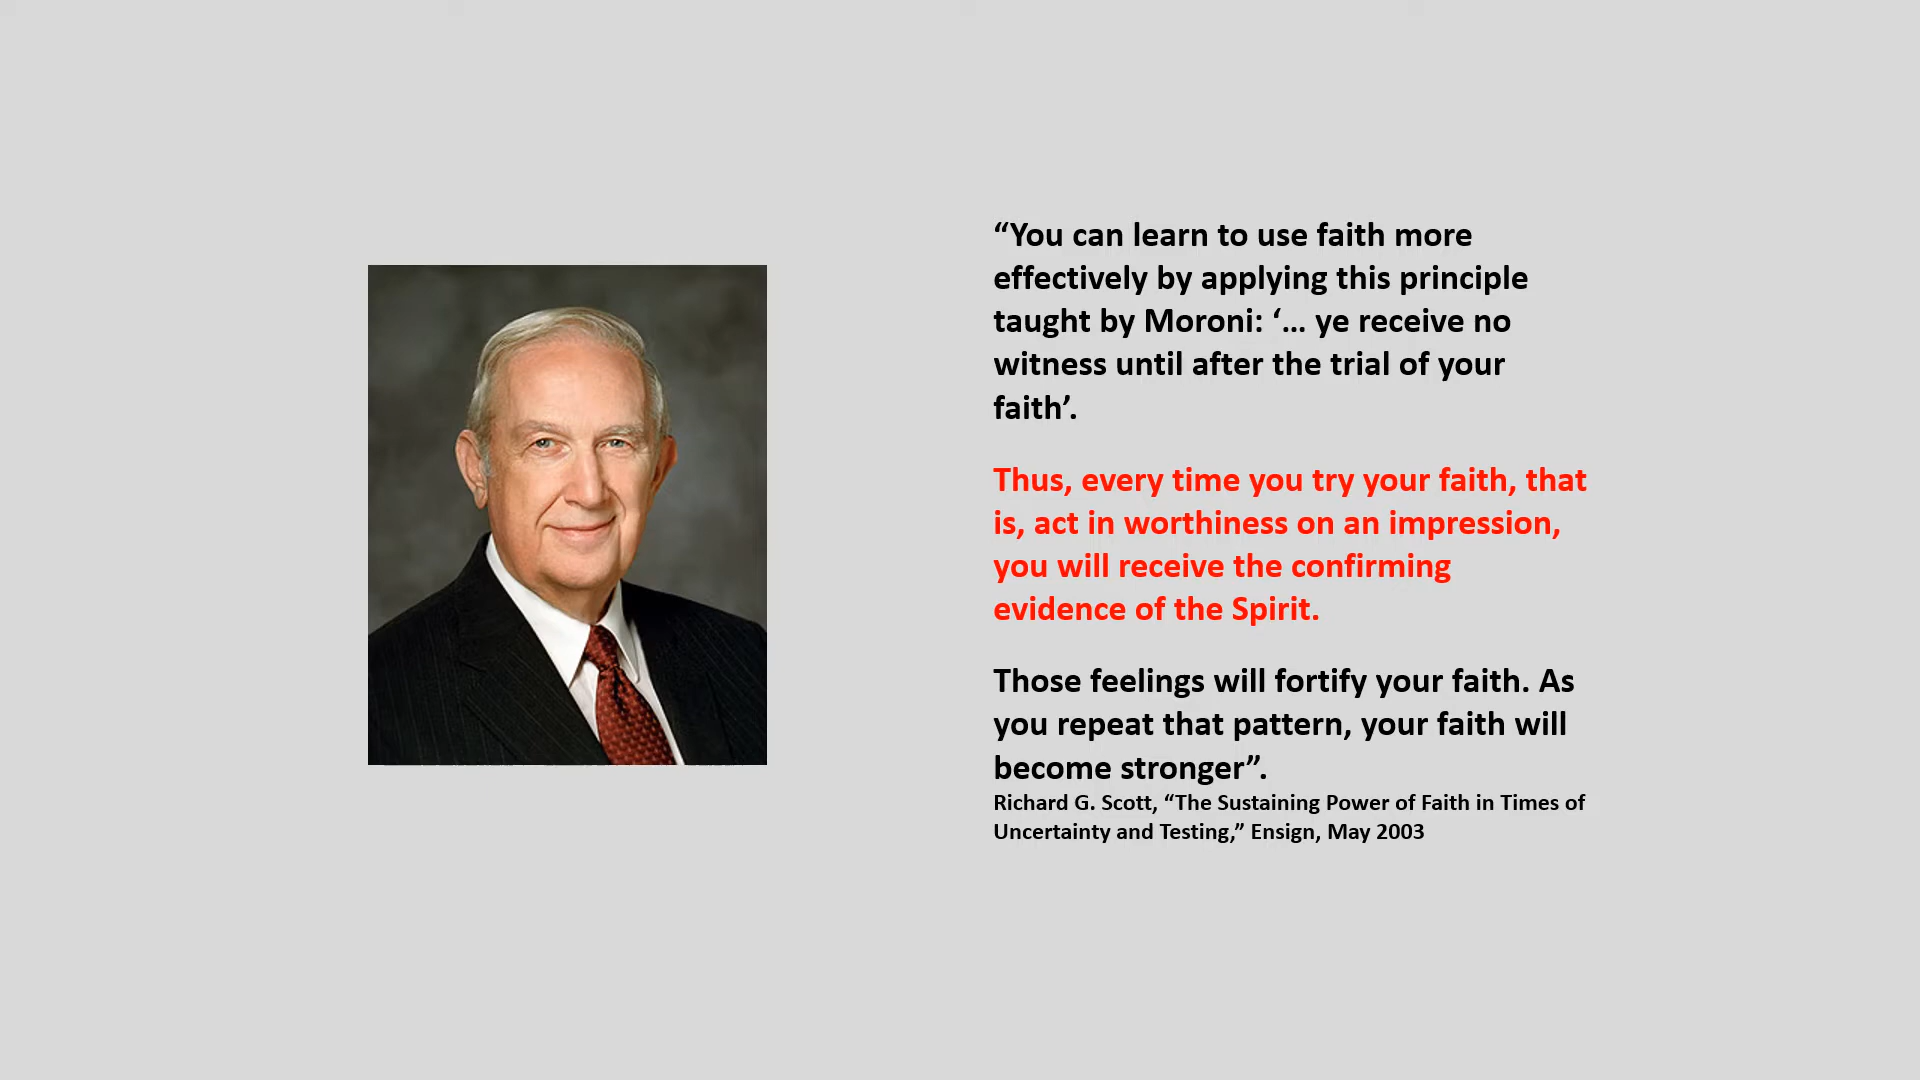 “You can learn to use faith more
effectively by applying this principle
taught by Moroni: ‘… ye receive no
witness until after the trial of your
faith’.
Thus, every time you try your faith, that
is, act in worthiness on an impression,
you will receive the confirming
evidence of the Spirit.
Those feelings will fortify your faith. As
you repeat that pattern, your faith will
become stronger”.
Richard G. Scott, “The Sustaining Power of Faith in Times of
Uncertainty and Testing,” Ensign, May 2003